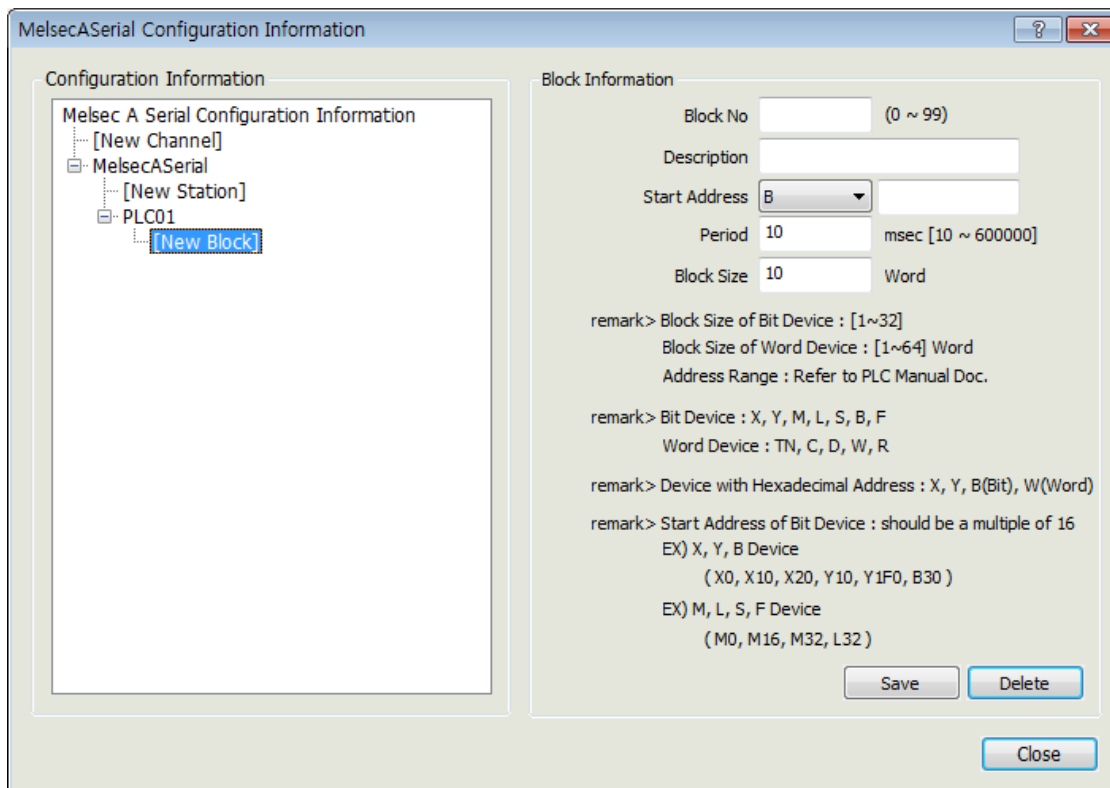 MelsecASerial Configuration Information
Configuration Information
Melsec A Serial Configuration Information
[New Channel]
MelsecASerial
[New Station]
PLC01
[New Block]
Block Information
Block No (0 ~ 99)
Description
Start Address B
Period 10 msec [10 ~ 600000]
Block Size 10 Word
remark> Block Size of Bit Device : [1~32]
Block Size of Word Device : [1~64] Word
Address Range : Refer to PLC Manual Doc.
remark> Bit Device : X, Y, M, L, S, B, F
Word Device : TN, C, D, W, R
remark> Device with Hexadecimal Address : X, Y, B(Bit), W(Word)
remark> Start Address of Bit Device : should be a multiple of 16
EX) X, Y, B Device
( X0, X10, X20, Y10, Y1F0, B30 )
EX) M, L, S, F Device
( M0, M16, M32, L32 )
Save Delete
Close